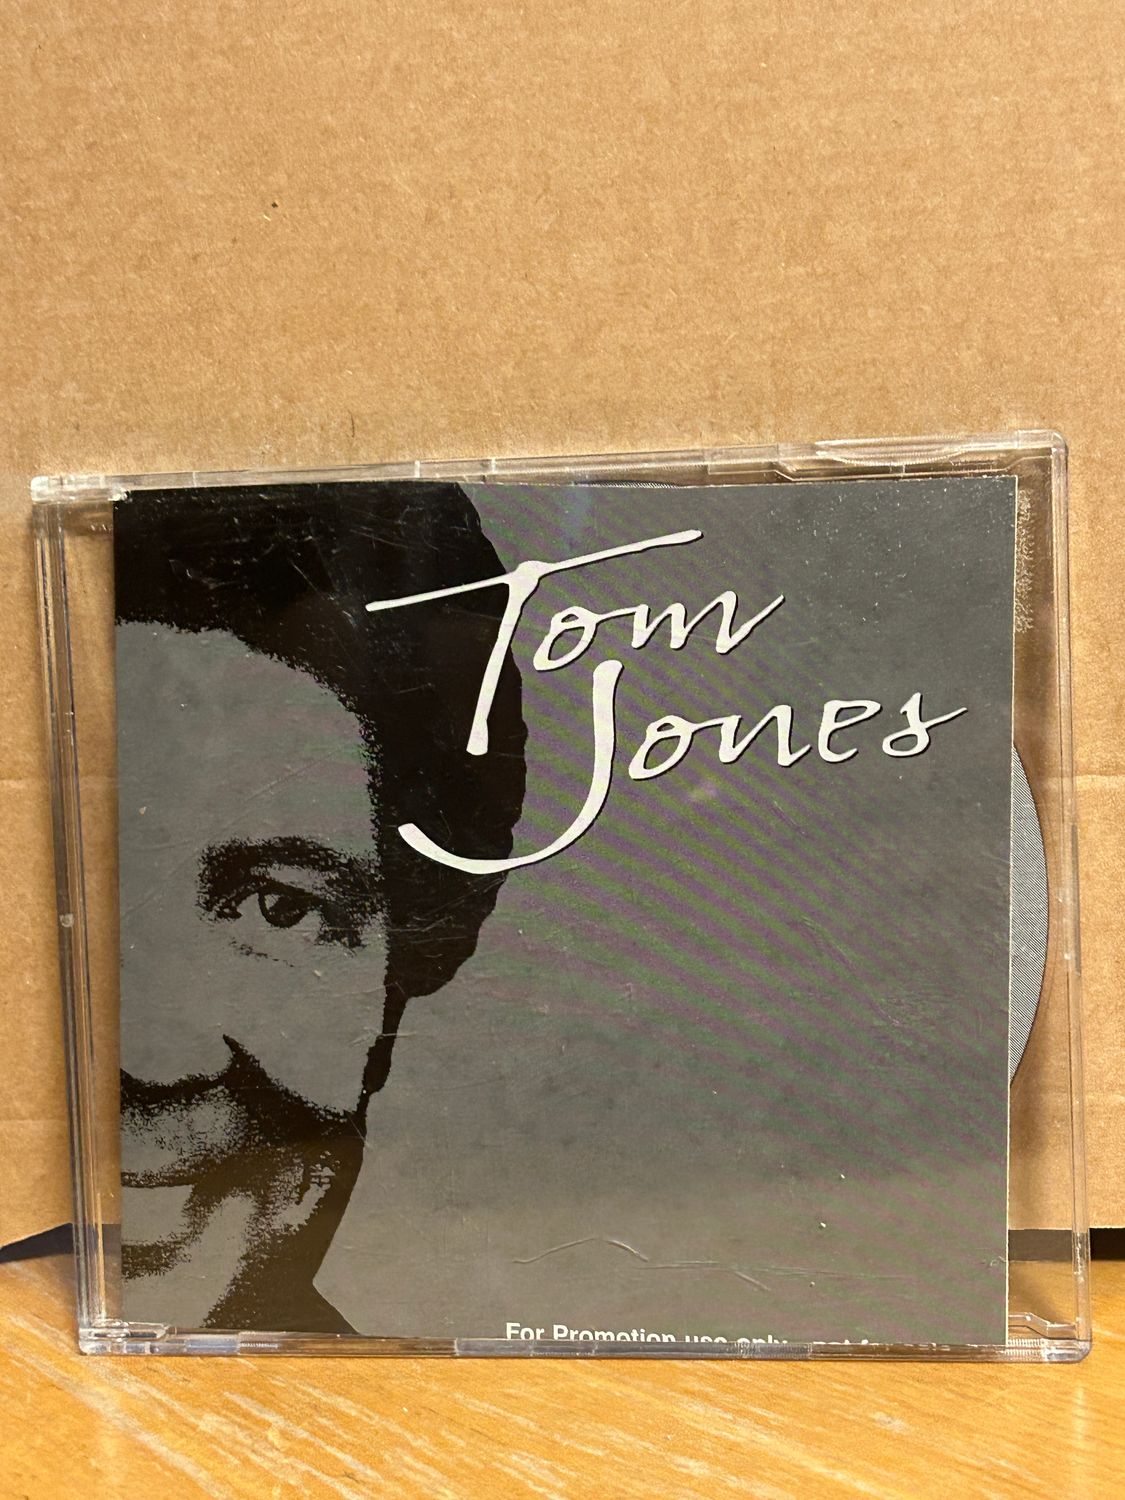 Tom
Jones
For Promotion use only